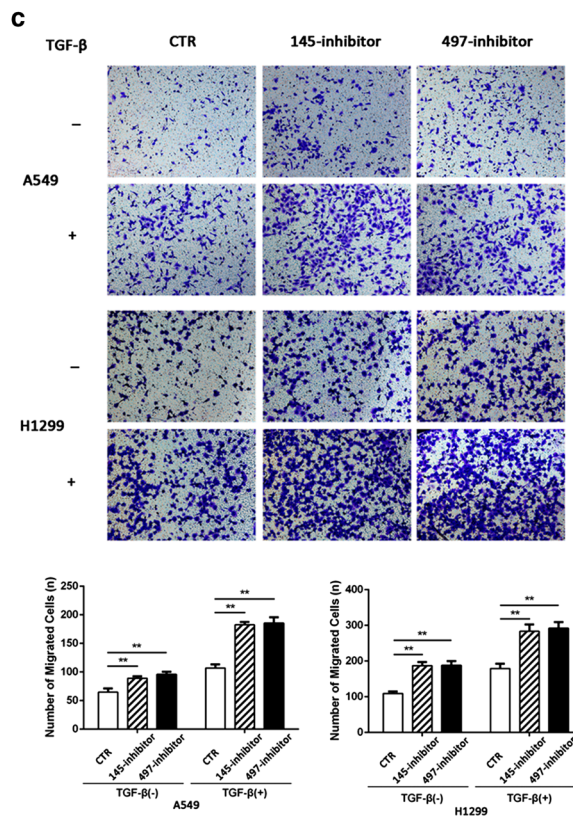 C
TGF-β CTR 145-inhibitor 497-inhibitor
–
A549
+
–
H1299
+
Number of Migrated Cells (n)
250
200
150
100
50
0
** ** ** **
CTR 145-inhibitor 497-inhibitor CTR 145-inhibitor 497-inhibitor
TGF-β(-) TGF-β(+)
A549
Number of Migrated Cells (n)
400
300
200
100
0
** ** ** **
CTR 145-inhibitor 497-inhibitor CTR 145-inhibitor 497-inhibitor
TGF-β(-) TGF-β(+)
H1299